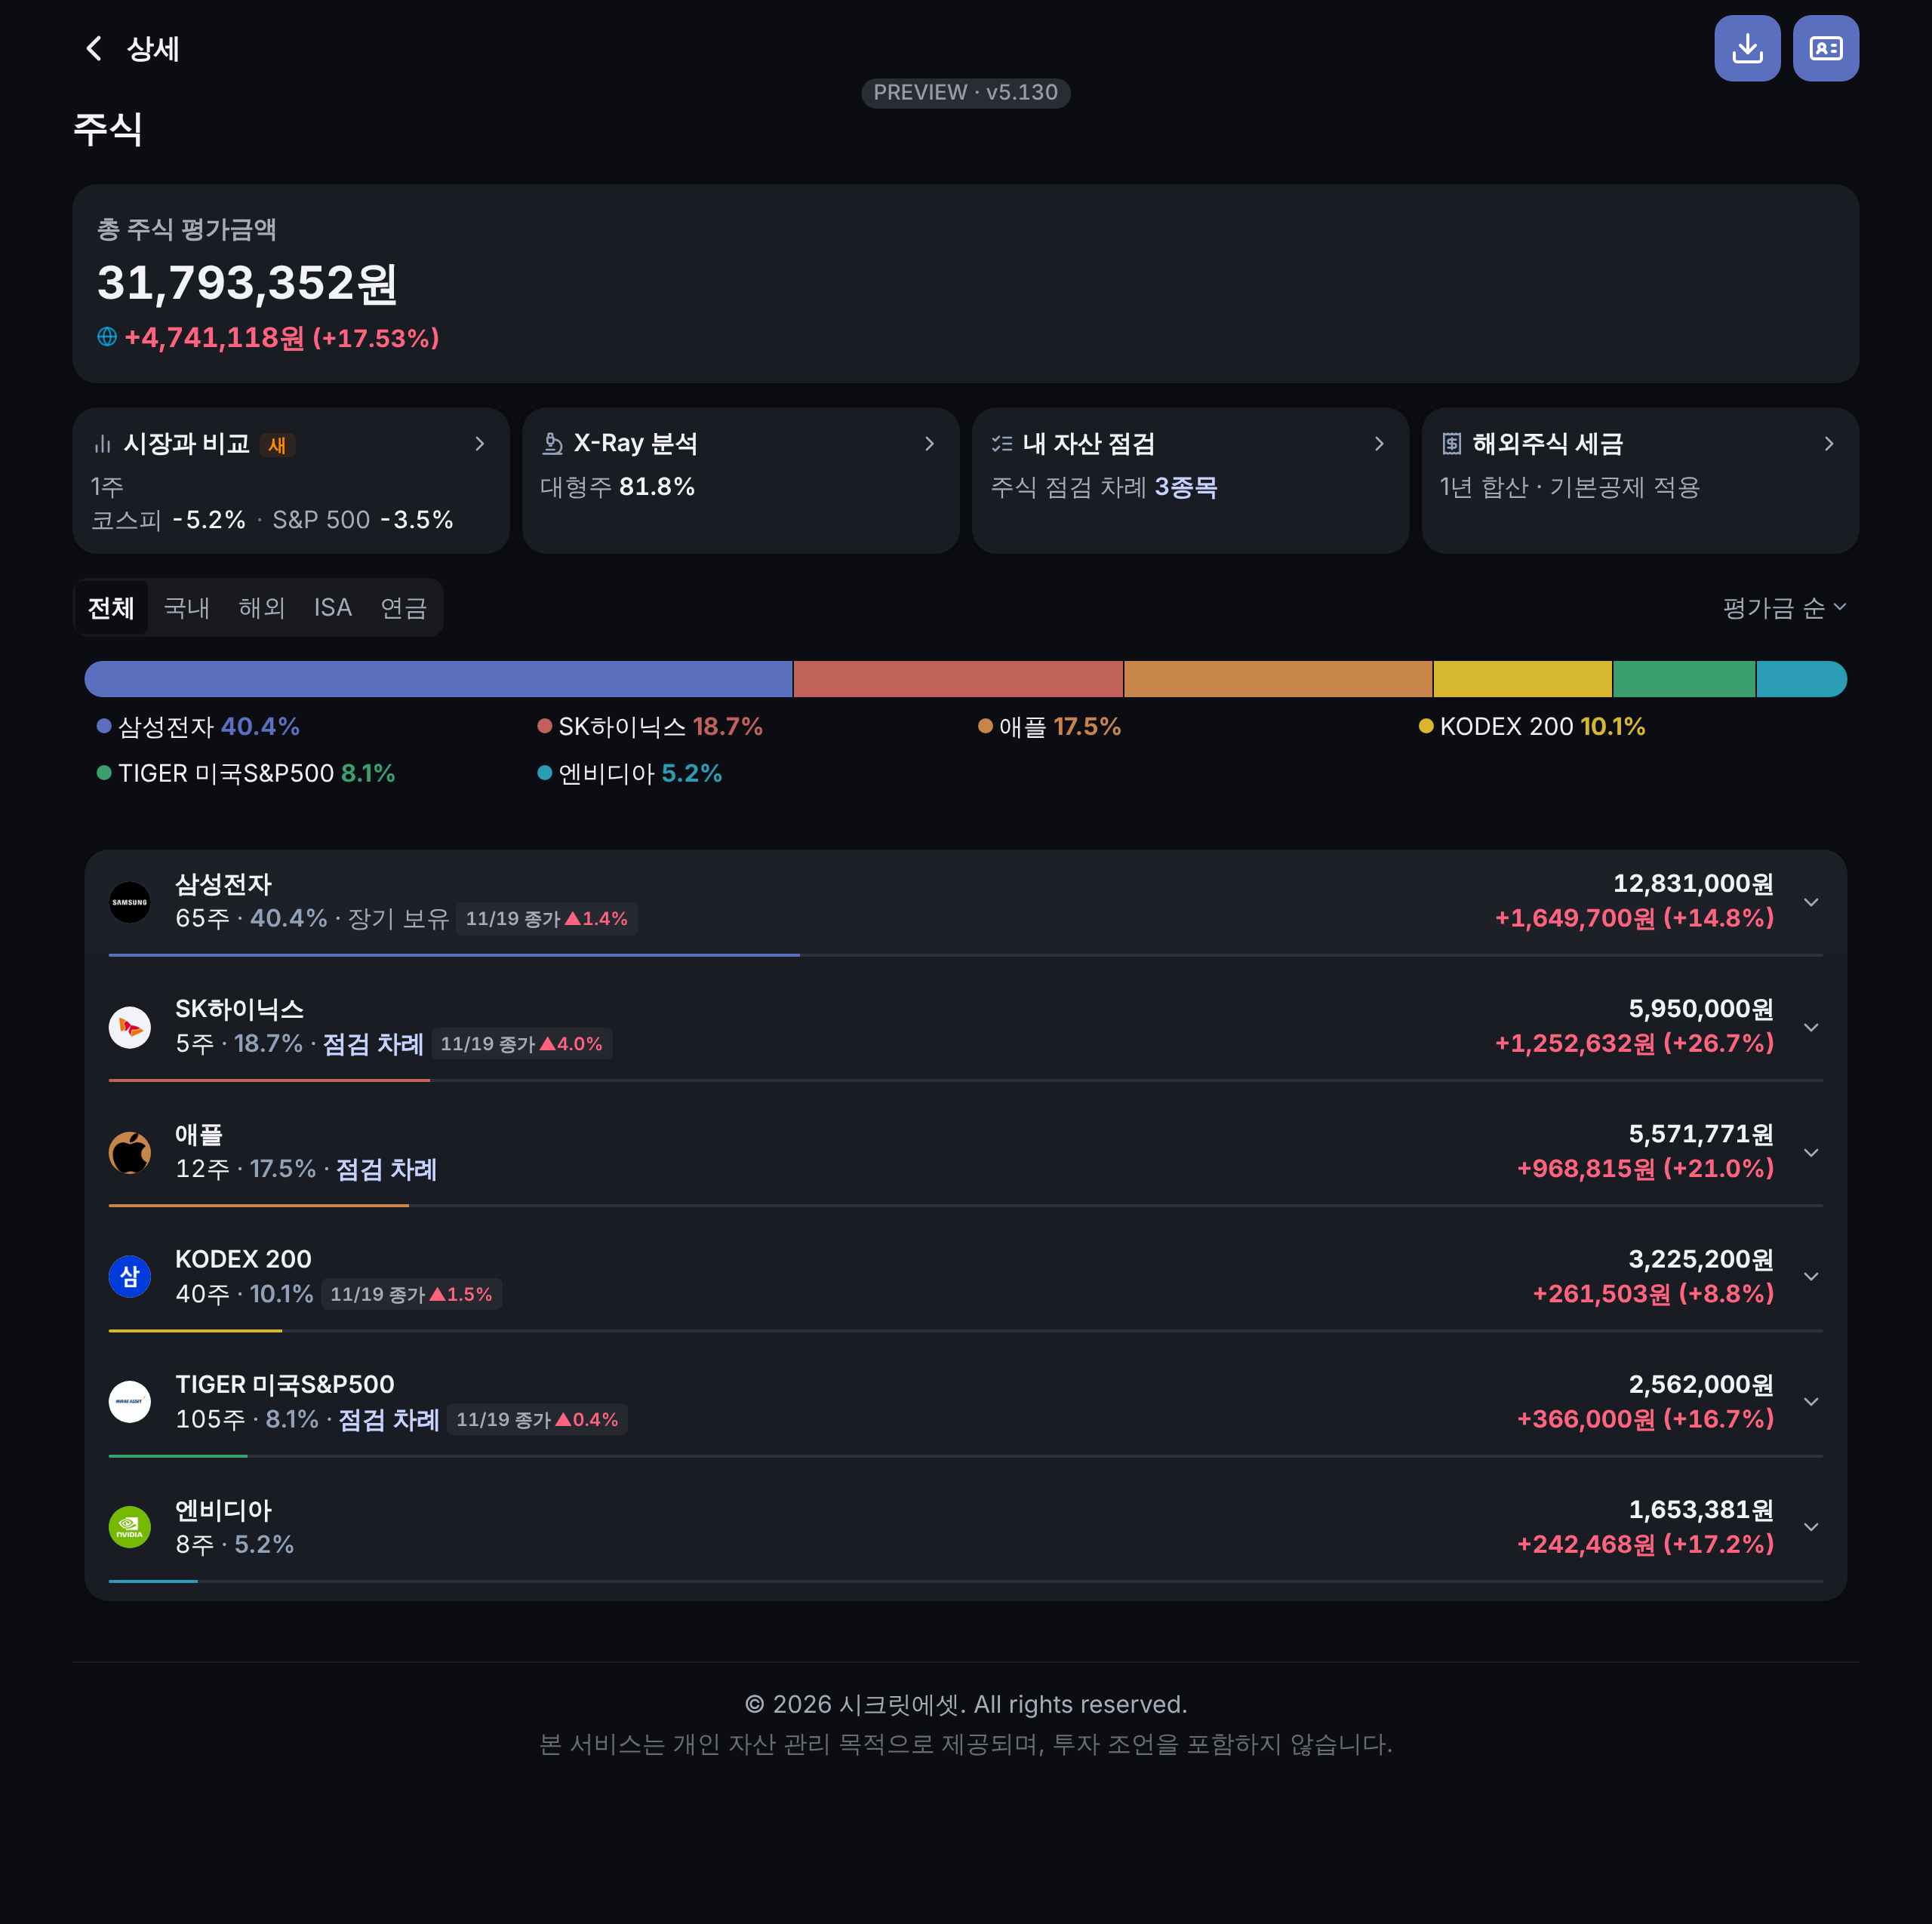 상세
PREVIEW · v5.130
주식
총 주식 평가금액
31,793,352원
+4,741,118원 (+17.53%)
시장과 비교 새
1주
코스피 -5.2% · S&P 500 -3.5%
X-Ray 분석
대형주 81.8%
내 자산 점검
주식 점검 차례 3종목
해외주식 세금
1년 합산 · 기본공제 적용
전체 국내 해외 ISA 연금
평가금 순
삼성전자 40.4% SK하이닉스 18.7% 애플 17.5% KODEX 200 10.1%
TIGER 미국S&P500 8.1% 엔비디아 5.2%
SAMSUNG
삼성전자 12,831,000원
65주 · 40.4% · 장기 보유 11/19 종가 ▲1.4% +1,649,700원 (+14.8%)
SK하이닉스 5,950,000원
5주 · 18.7% · 점검 차례 11/19 종가 ▲4.0% +1,252,632원 (+26.7%)
애플 5,571,771원
12주 · 17.5% · 점검 차례 +968,815원 (+21.0%)
삼
KODEX 200 3,225,200원
40주 · 10.1% 11/19 종가 ▲1.5% +261,503원 (+8.8%)
MIRAE ASSET
TIGER 미국S&P500 2,562,000원
105주 · 8.1% · 점검 차례 11/19 종가 ▲0.4% +366,000원 (+16.7%)
NVIDIA
엔비디아 1,653,381원
8주 · 5.2% +242,468원 (+17.2%)
© 2026 시크릿에셋. All rights reserved.
본 서비스는 개인 자산 관리 목적으로 제공되며, 투자 조언을 포함하지 않습니다.